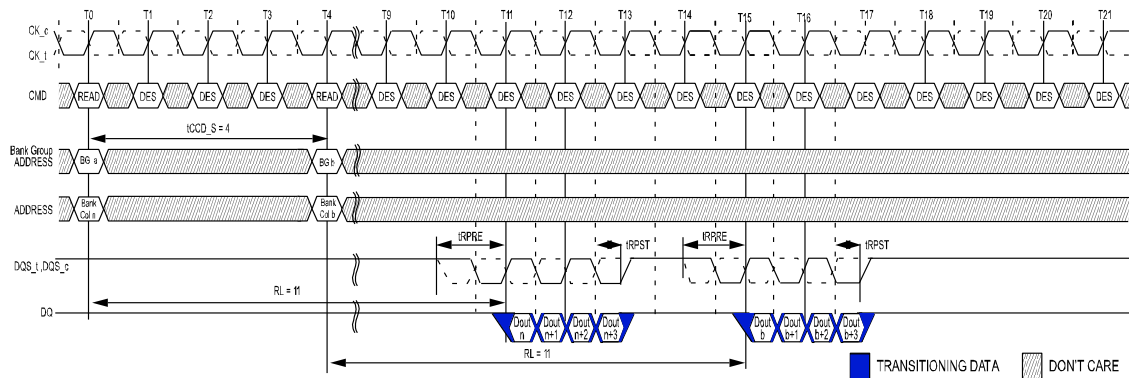 T0 T1 T2 T3 T4 T9 T10 T11 T12 T13 T14 T15 T16 T17 T18 T19 T20 T21
CK_c
CK_t
CMD READ DES DES DES READ DES DES DES DES DES DES DES DES DES DES DES DES DES
tCCD_S = 4
Bank Group
ADDRESS BG a BG b
ADDRESS Bank Col n Bank Col b
tRPRE tRPST tRPRE tRPST
DQS_t ,DQS_c
RL = 11
DQ Dout n Dout n+1 Dout n+2 Dout n+3 Dout b Dout b+1 Dout b+2 Dout b+3
RL = 11
TRANSITIONING DATA DON'T CARE